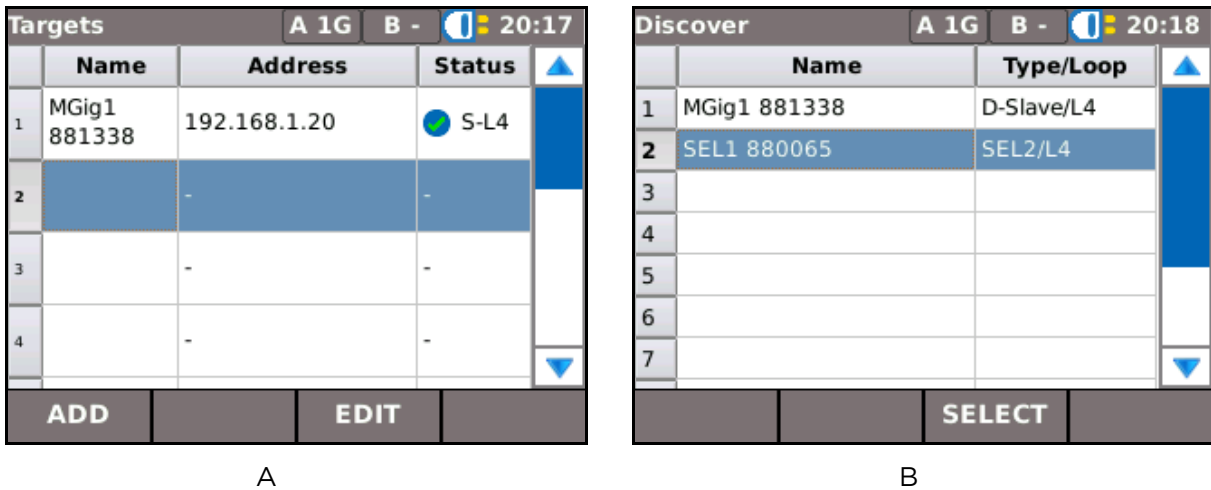 Targets A 1G B - 20:17
Name Address Status
1 MGig1 881338 192.168.1.20 S-L4
2 - -
3 - -
4 - -
ADD EDIT
A
Discover A 1G B - 20:18
Name Type/Loop
1 MGig1 881338 D-Slave/L4
2 SEL1 880065 SEL2/L4
3
4
5
6
7
SELECT
B